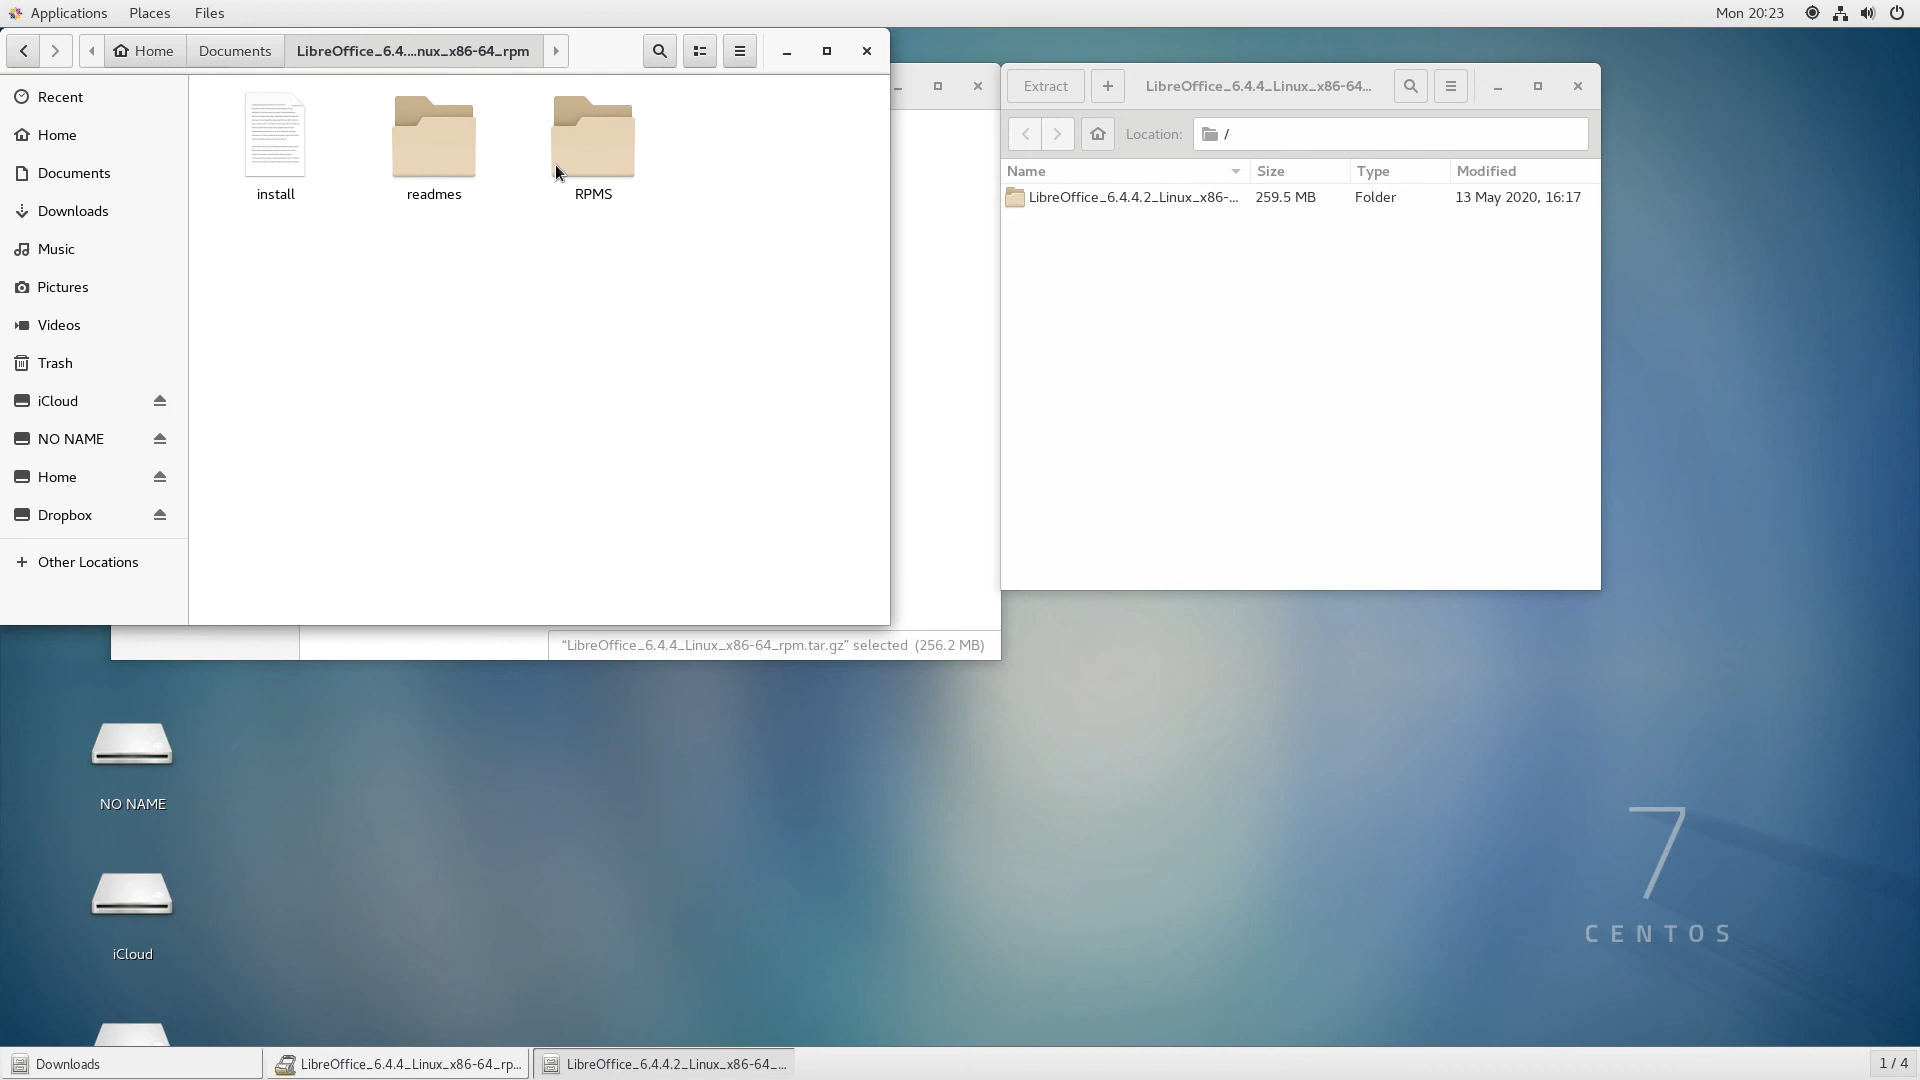 Applications Places Files Mon 20:23
Home Documents LibreOffice_6.4....nux_x86-64_rpm
Recent
Home
Documents
Downloads
Music
Pictures
Videos
Trash
iCloud
NO NAME
Home
Dropbox
Other Locations
install readmes RPMS
"LibreOffice_6.4.4_Linux_x86-64_rpm.tar.gz" selected (256.2 MB)
Extract LibreOffice_6.4.4_Linux_x86-64...
Location: /
Name Size Type Modified
LibreOffice_6.4.4.2_Linux_x86-... 259.5 MB Folder 13 May 2020, 16:17
NO NAME
iCloud
7
CENTOS
Downloads LibreOffice_6.4.4_Linux_x86-64_rp... LibreOffice_6.4.4.2_Linux_x86-64_... 1 / 4